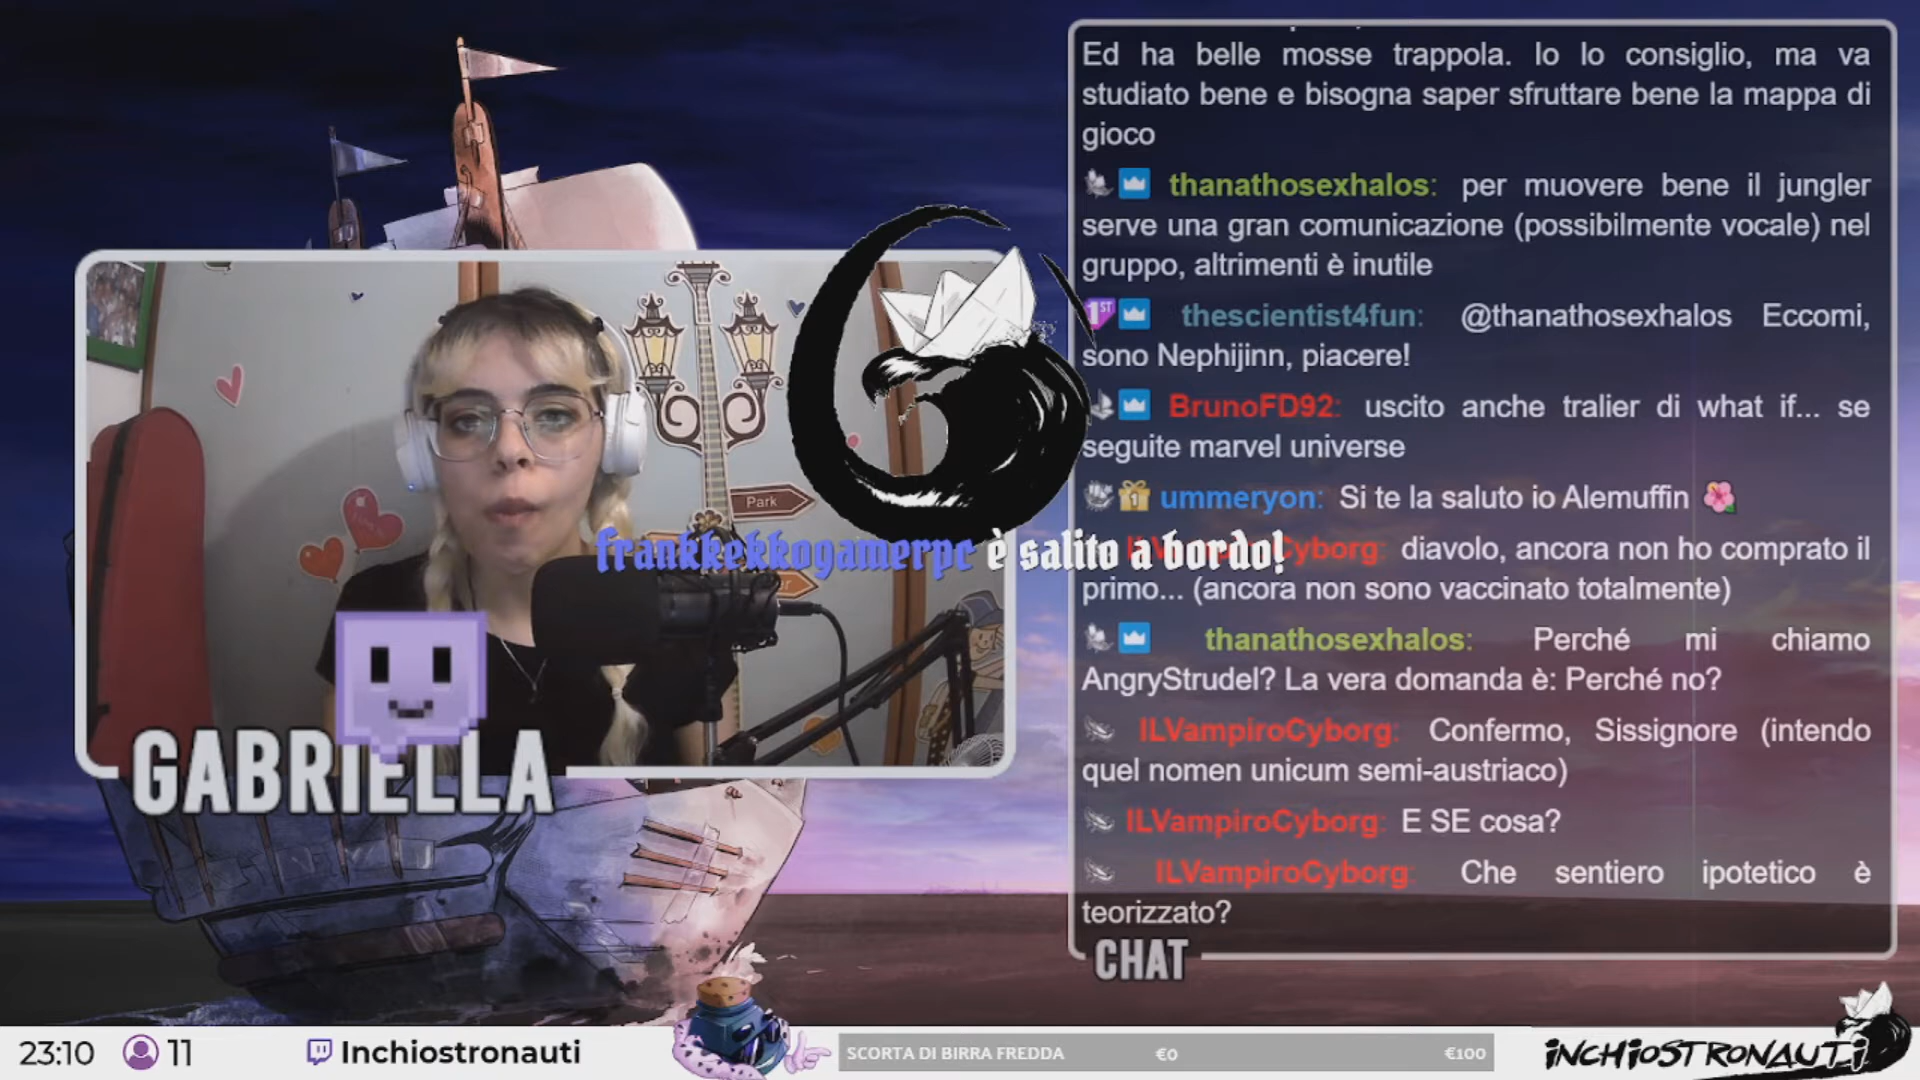 Ed ha belle mosse trappola. Io lo consiglio, ma va
studiato bene e bisogna saper sfruttare bene la mappa di
gioco
thanathosexhalos: per muovere bene il jungler
serve una gran comunicazione (possibilmente vocale) nel
gruppo, altrimenti è inutile
1ST thescientist4fun: @thanathosexhalos Eccomi,
sono Nephijinn, piacere!
BrunoFD92: uscito anche tralier di what if... se
seguite marvel universe
1 ummeryon: Si te la saluto io Alemuffin
ILVampiroCyborg: diavolo, ancora non ho comprato il
primo... (ancora non sono vaccinato totalmente)
thanathosexhalos: Perché mi chiamo
AngryStrudel? La vera domanda è: Perché no?
ILVampiroCyborg: Confermo, Sissignore (intendo
quel nomen unicum semi-austriaco)
ILVampiroCyborg: E SE cosa?
ILVampiroCyborg: Che sentiero ipotetico è
teorizzato?
CHAT
Park
frankkekkogamerpc è salito a bordo!
GABRIELLA
23:10 11 Inchiostronauti
SCORTA DI BIRRA FREDDA €0 €100
INCHIOSTRONAUTI